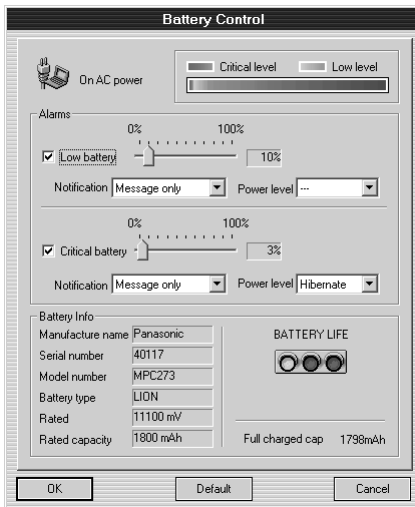 Battery Control
Critical level Low level
On AC power
Alarms
0% 100%
Low battery 10%
Notification Message only Power level ---
0% 100%
Critical battery 3%
Notification Message only Power level Hibernate
Battery Info
Manufacture name Panasonic
Serial number 40117
Model number MPC273
Battery type LION
Rated 11100 mV
Rated capacity 1800 mAh
BATTERY LIFE
Full charged cap 1798mAh
OK Default Cancel